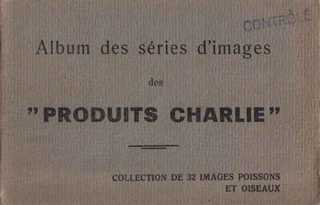 CONTRÔLE
Album des séries d'images
des
"PRODUITS CHARLIE"
COLLECTION DE 32 IMAGES POISSONS
ET OISEAUX